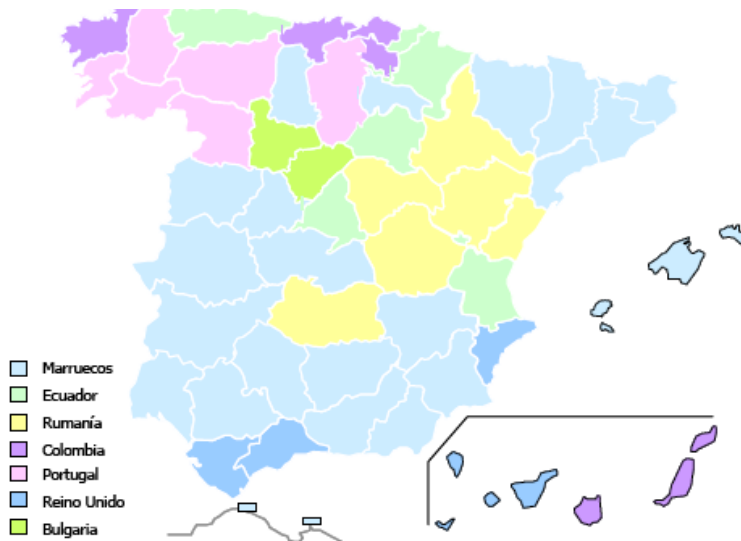 Marruecos
Ecuador
Rumanía
Colombia
Portugal
Reino Unido
Bulgaria